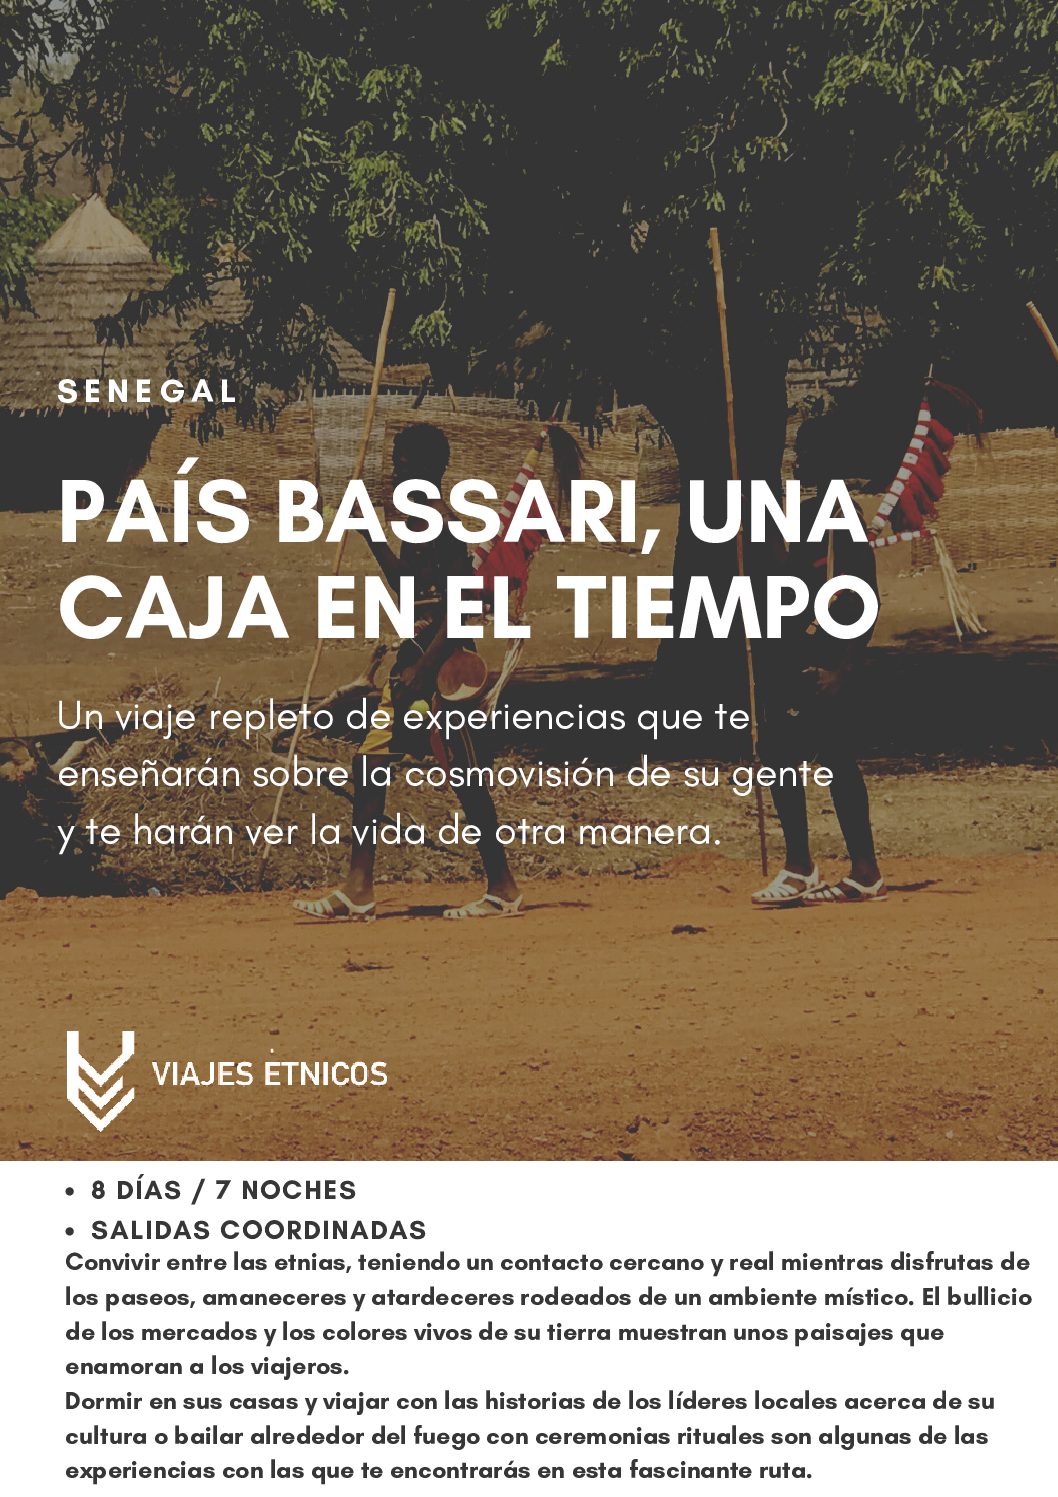 SENEGAL
PAÍS BASSARI, UNA
CAJA EN EL TIEMPO
Un viaje repleto de experiencias que te
enseñarán sobre la cosmovisión de su gente
y te harán ver la vida de otra manera.
VIAJES ÉTNICOS
• 8 DÍAS / 7 NOCHES
• SALIDAS COORDINADAS
Convivir entre las etnias, teniendo un contacto cercano y real mientras disfrutas de
los paseos, amaneceres y atardeceres rodeados de un ambiente místico. El bullicio
de los mercados y los colores vivos de su tierra muestran unos paisajes que
enamoran a los viajeros.
Dormir en sus casas y viajar con las historias de los líderes locales acerca de su
cultura o bailar alrededor del fuego con ceremonias rituales son algunas de las
experiencias con las que te encontrarás en esta fascinante ruta.